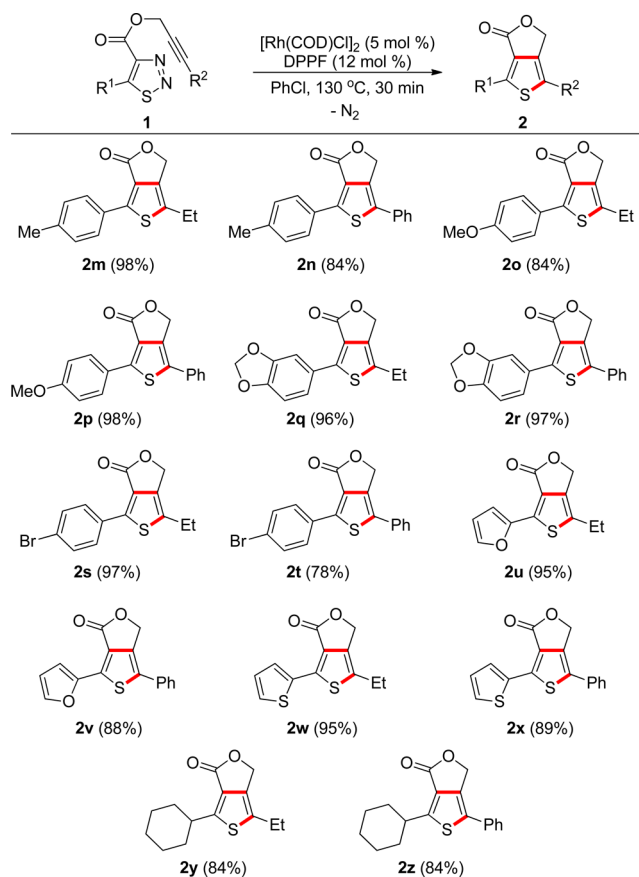 O
O
N
N
R1
S
R2
1
[Rh(COD)Cl]2 (5 mol %)
DPPF (12 mol %)
PhCl, 130 oC, 30 min
- N2
O
O
R1
S
R2
2
O
O
Me
S
Et
2m (98%)
O
O
Me
S
Ph
2n (84%)
O
O
MeO
S
Et
2o (84%)
O
O
MeO
S
Ph
2p (98%)
O
O
O
O
S
Et
2q (96%)
O
O
O
O
S
Ph
2r (97%)
O
O
Br
S
Et
2s (97%)
O
O
Br
S
Ph
2t (78%)
O
O
O
S
Et
2u (95%)
O
O
O
S
Ph
2v (88%)
O
O
S
S
Et
2w (95%)
O
O
S
S
Ph
2x (89%)
O
O
S
Et
2y (84%)
O
O
S
Ph
2z (84%)